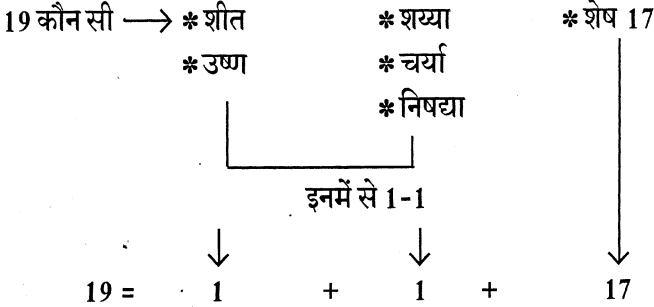 19 कौन सी → * शीत * शय्या * शेष 17
* उष्ण * चर्या
* निषद्या
इनमें से 1-1
19 = 1 + 1 + 17